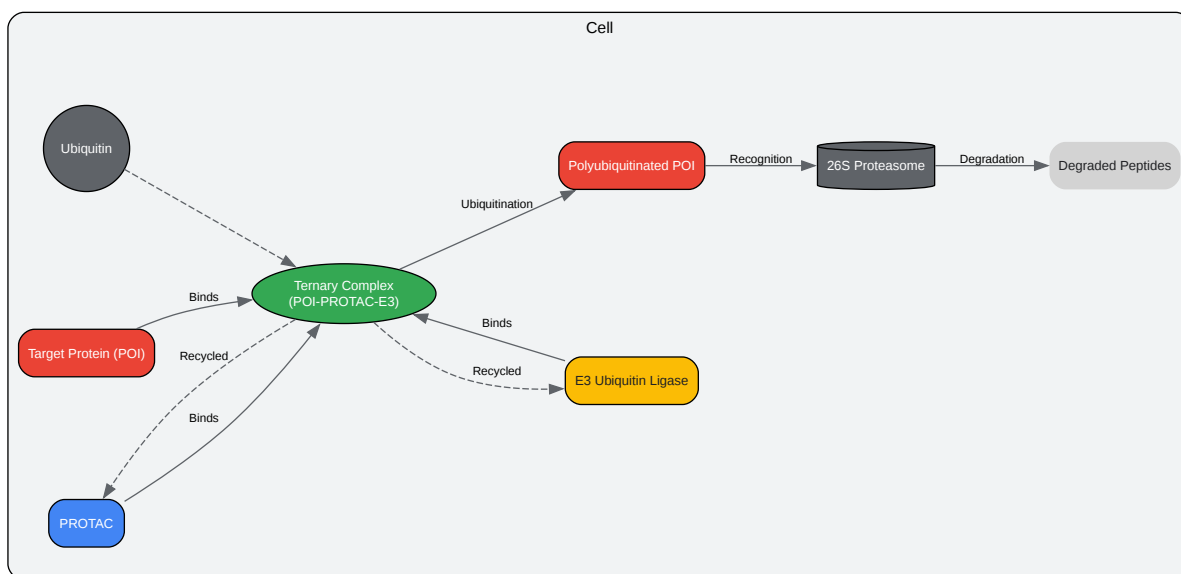 Cell
Ubiquitin
Polyubiquitinated POI
Recognition
26S Proteasome
Degradation
Degraded Peptides
Ubiquitination
Ternary Complex
(POI-PROTAC-E3)
Binds
Target Protein (POI)
Recycled
Binds
Recycled
E3 Ubiquitin Ligase
Binds
PROTAC